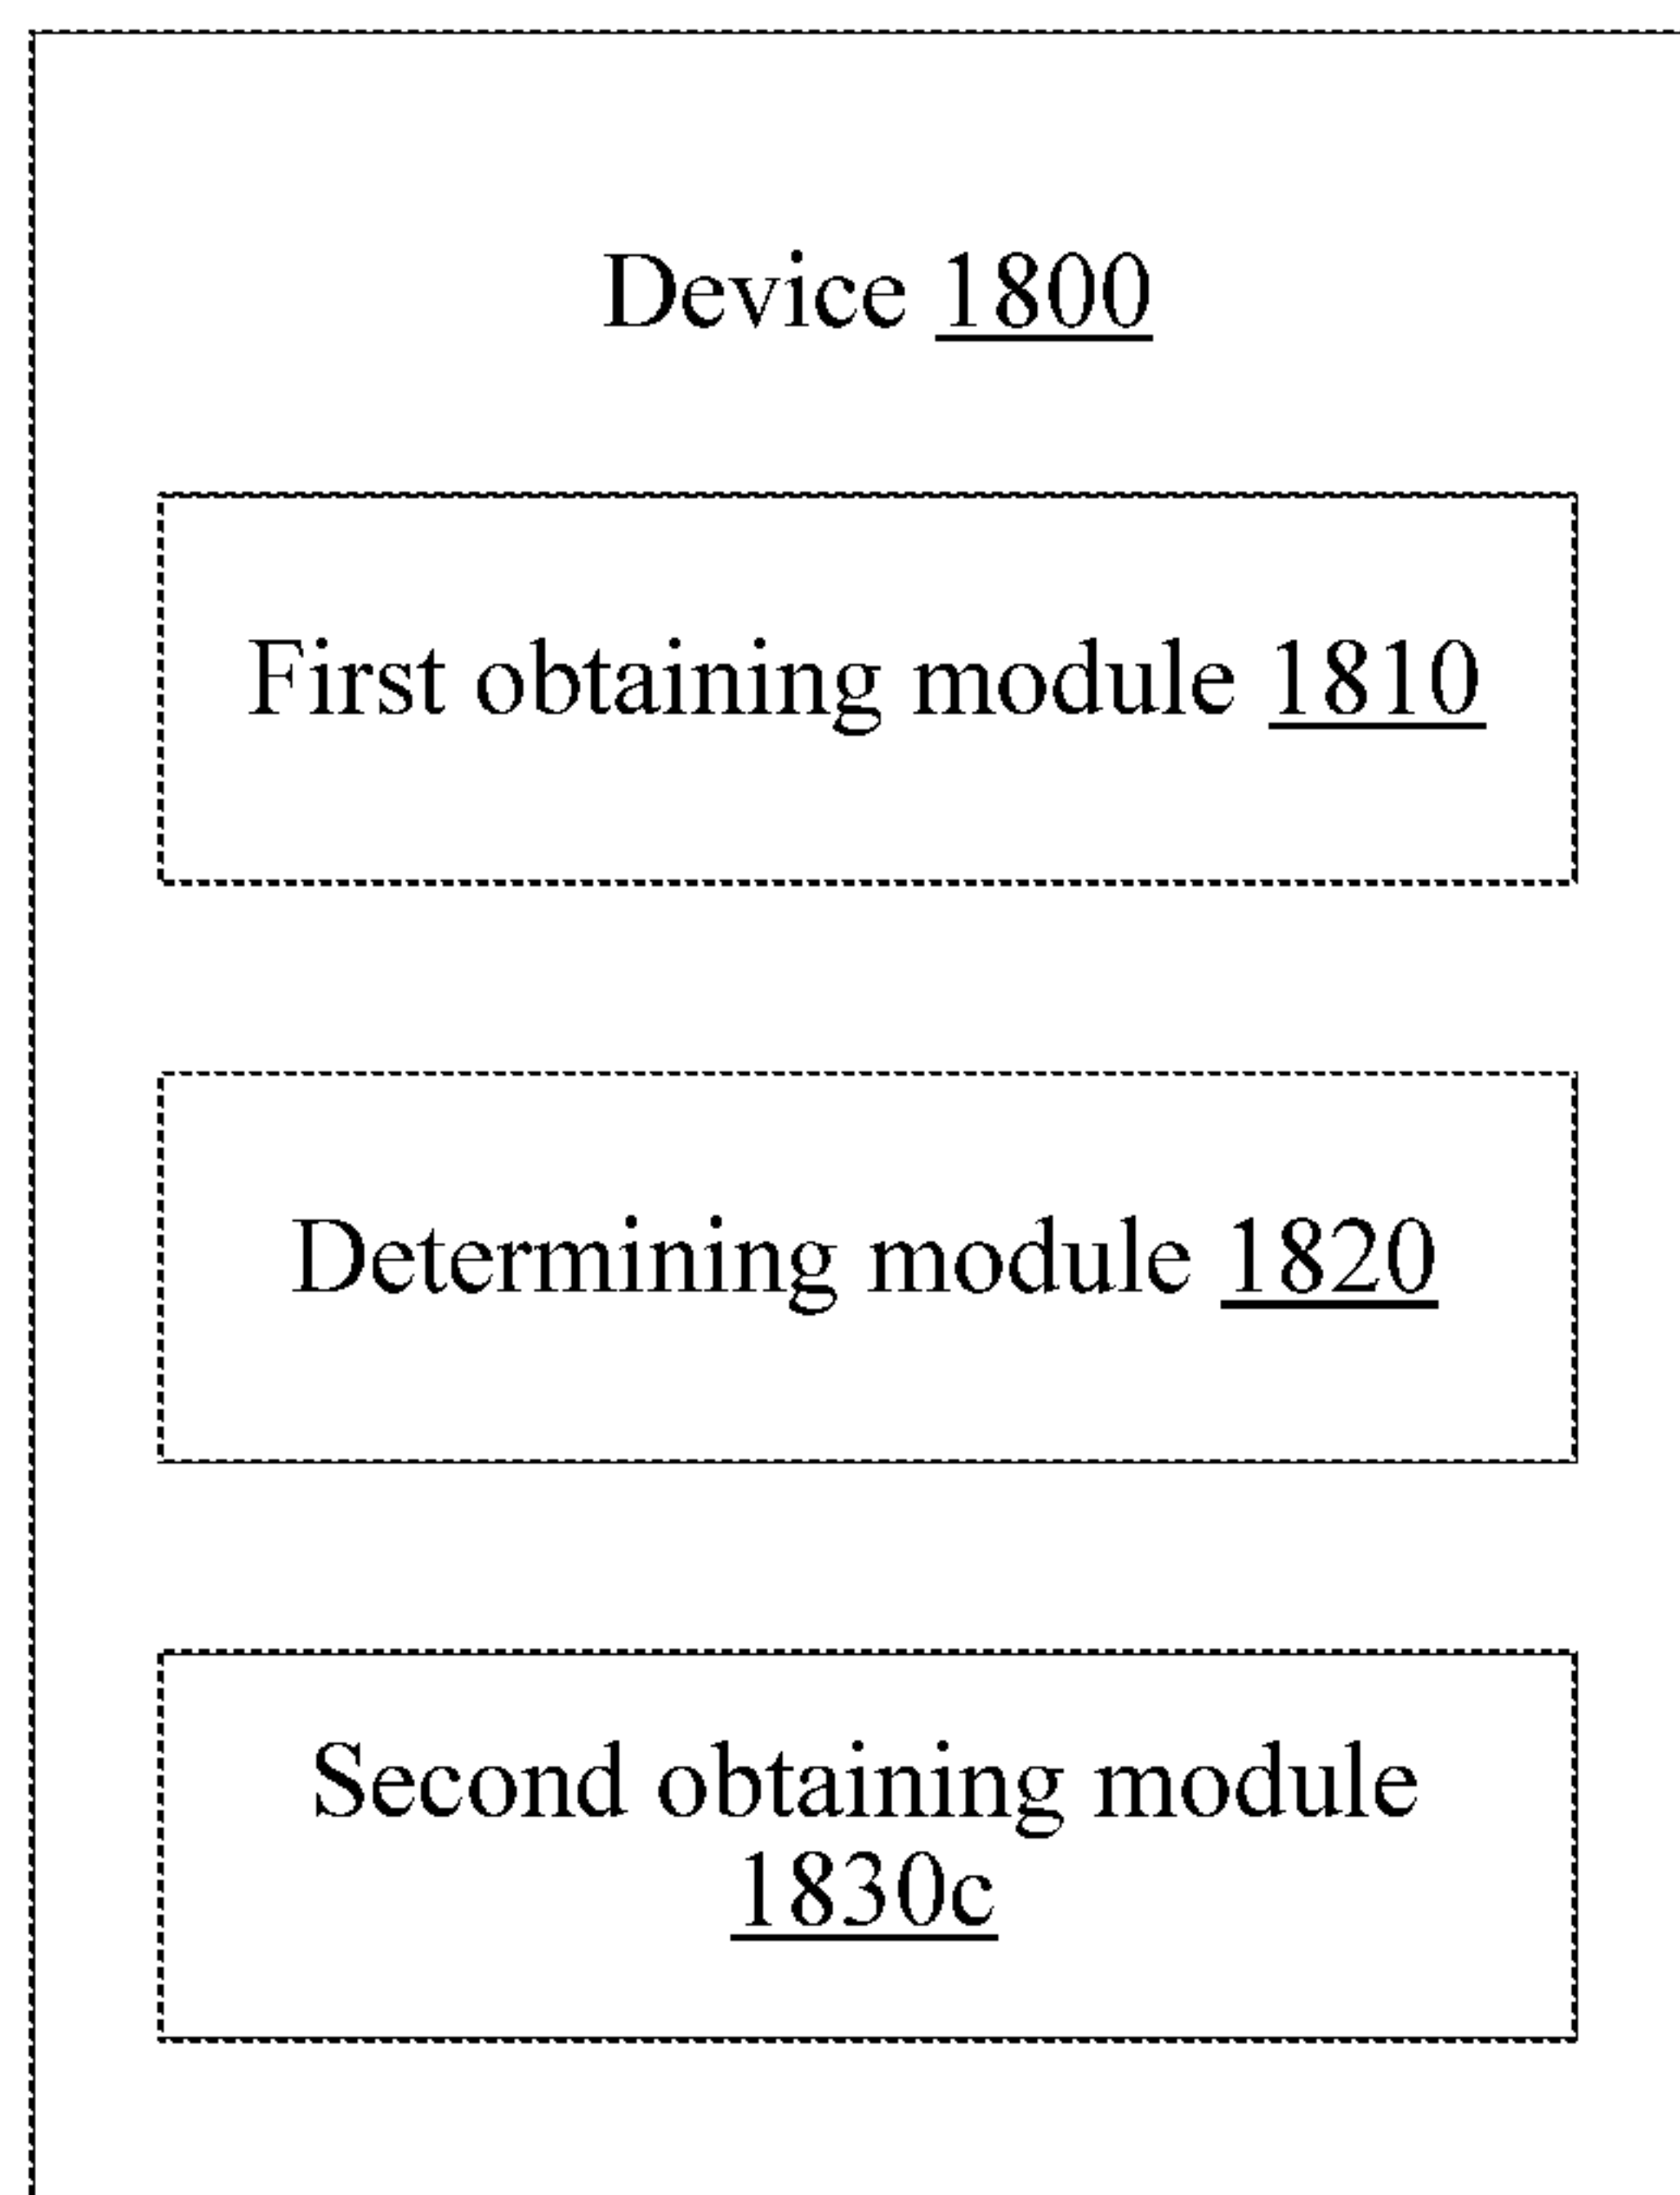 Device 1800
First obtaining module 1810
Determining module 1820
Second obtaining module
1830c